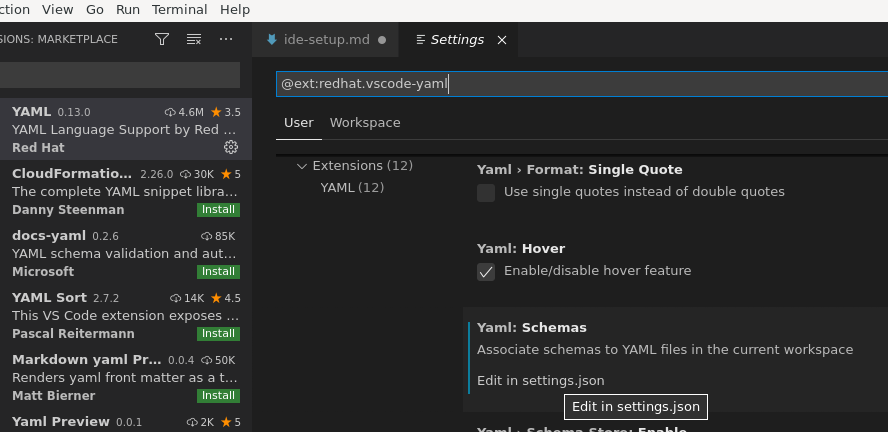 ction View Go Run Terminal Help
SIONS: MARKETPLACE
YAML 0.13.0 4.6M 3.5
YAML Language Support by Red ...
Red Hat
CloudFormatio... 2.26.0 30K 5
The complete YAML snippet libra...
Danny Steenman Install
docs-yaml 0.2.6 85K
YAML schema validation and aut...
Microsoft Install
YAML Sort 2.7.2 14K 4.5
This VS Code extension exposes ...
Pascal Reitermann Install
Markdown yaml Pr... 0.0.4 50K
Renders yaml front matter as a t...
Matt Bierner Install
Yaml Preview 0.0.1 2K 5
ide-setup.md Settings
@ext:redhat.vscode-yaml
User Workspace
Extensions (12)
YAML (12)
Yaml › Format: Single Quote
Use single quotes instead of double quotes
Yaml: Hover
Enable/disable hover feature
Yaml: Schemas
Associate schemas to YAML files in the current workspace
Edit in settings.json
Edit in settings.json
Yaml › Schema Store: Enable